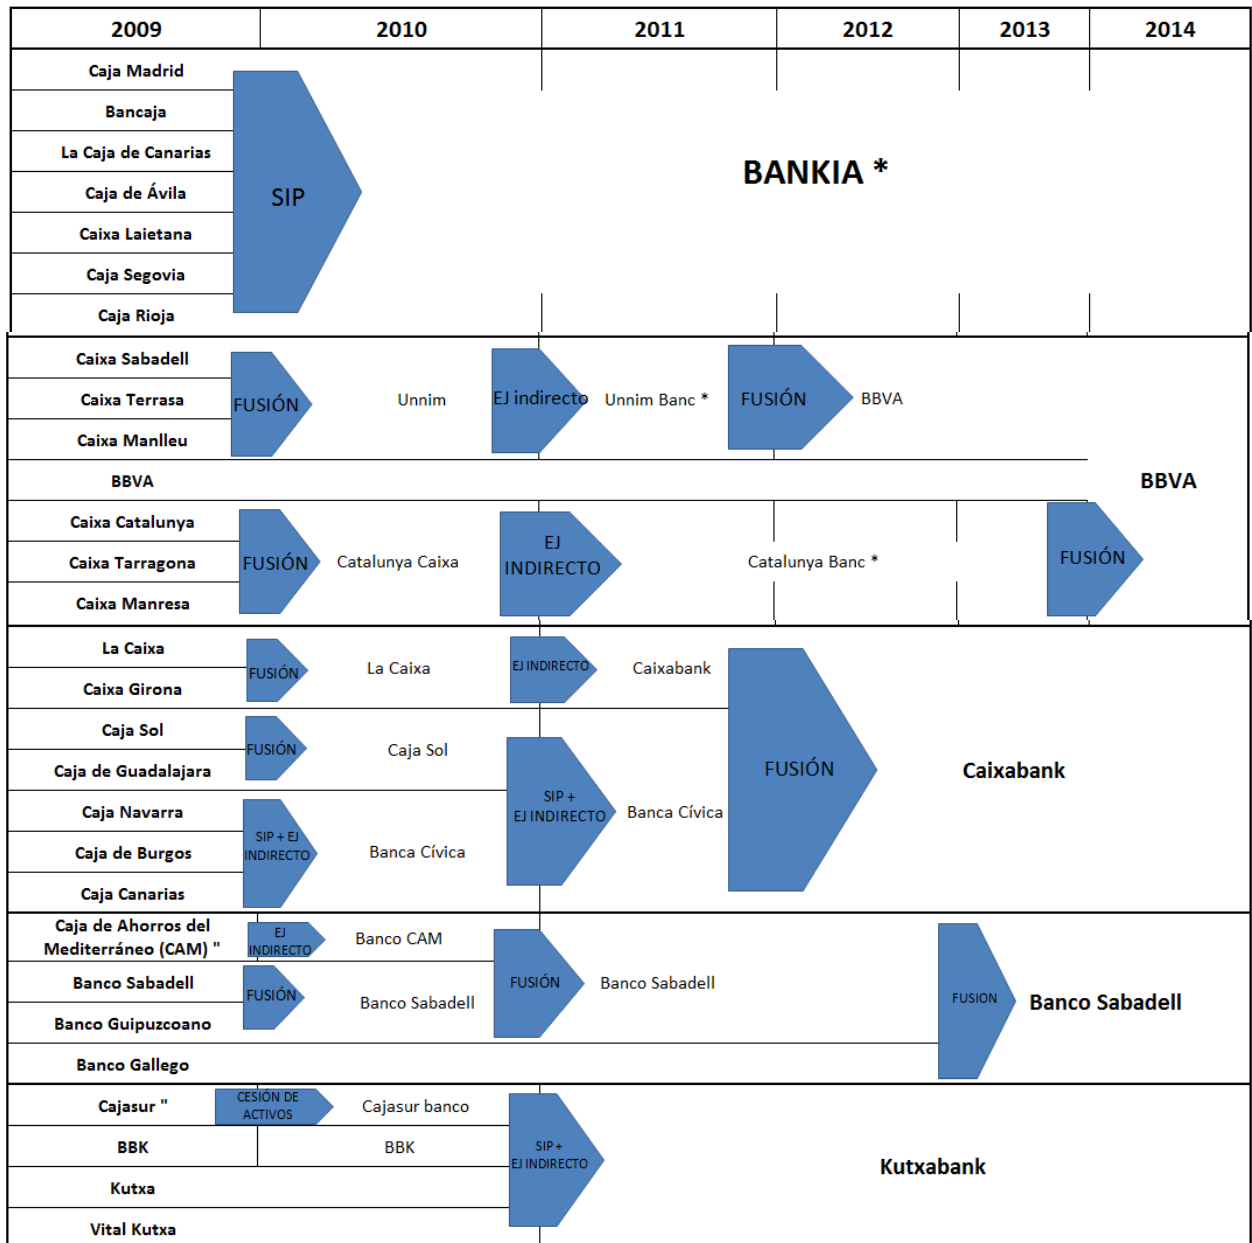 2009 2010 2011 2012 2013 2014
Caja Madrid
Bancaja
La Caja de Canarias
Caja de Ávila
Caixa Laietana
Caja Segovia
Caja Rioja
SIP
BANKIA *
Caixa Sabadell
Caixa Terrasa
Caixa Manlleu
FUSIÓN
Unnim
EJ indirecto
Unnim Banc *
FUSIÓN
BBVA
BBVA
BBVA
Caixa Catalunya
Caixa Tarragona
Caixa Manresa
FUSIÓN
Catalunya Caixa
EJ
INDIRECTO
Catalunya Banc *
FUSIÓN
La Caixa
Caixa Girona
FUSIÓN
La Caixa
EJ INDIRECTO
Caixabank
Caja Sol
Caja de Guadalajara
FUSIÓN
Caja Sol
Caja Navarra
Caja de Burgos
Caja Canarias
SIP + EJ
INDIRECTO
Banca Cívica
SIP +
EJ INDIRECTO
Banca Cívica
FUSIÓN
Caixabank
Caja de Ahorros del
Mediterráneo (CAM) "
EJ
INDIRECTO
Banco CAM
Banco Sabadell
Banco Guipuzcoano
FUSIÓN
Banco Sabadell
FUSIÓN
Banco Sabadell
Banco Gallego
FUSION
Banco Sabadell
Cajasur "
CESIÓN DE
ACTIVOS
Cajasur banco
BBK
BBK
Kutxa
Vital Kutxa
SIP +
EJ INDIRECTO
Kutxabank